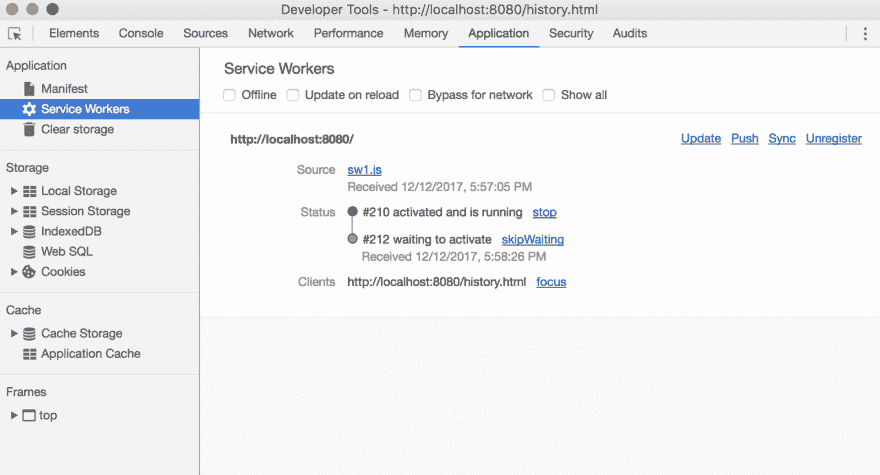 Developer Tools - http://localhost:8080/history.html
Elements Console Sources Network Performance Memory Application Security Audits
Application
Manifest
Service Workers
Clear storage
Storage
Local Storage
Session Storage
IndexedDB
Web SQL
Cookies
Cache
Cache Storage
Application Cache
Frames
top
Service Workers
Offline Update on reload Bypass for network Show all
http://localhost:8080/ Update Push Sync Unregister
Source sw1.js
Received 12/12/2017, 5:57:05 PM
Status #210 activated and is running stop
#212 waiting to activate skipWaiting
Received 12/12/2017, 5:58:26 PM
Clients http://localhost:8080/history.html focus